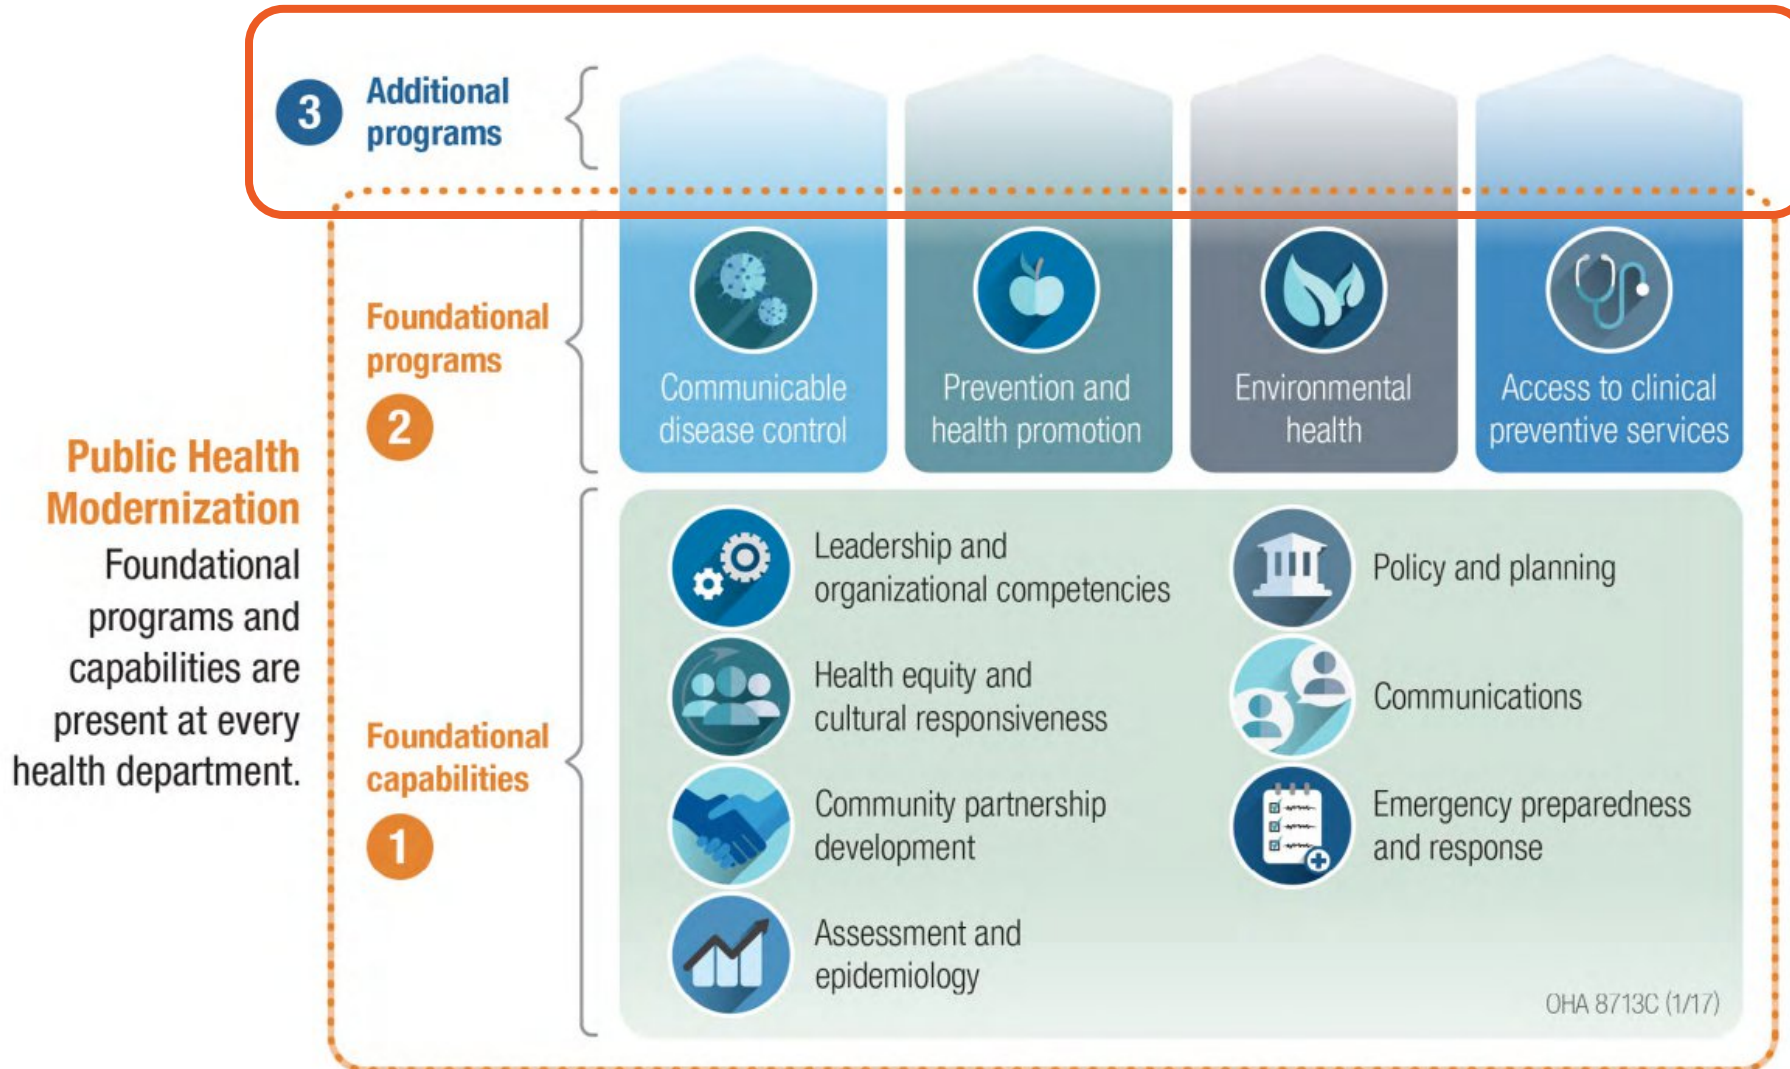 3
Additional
programs
Foundational
programs
2
Communicable
disease control
Prevention and
health promotion
Environmental
health
Access to clinical
preventive services
Public Health
Modernization
Foundational
programs and
capabilities are
present at every
health department.
Foundational
capabilities
1
Leadership and
organizational competencies
Health equity and
cultural responsiveness
Community partnership
development
Assessment and
epidemiology
Policy and planning
Communications
Emergency preparedness
and response
OHA 8713C (1/17)